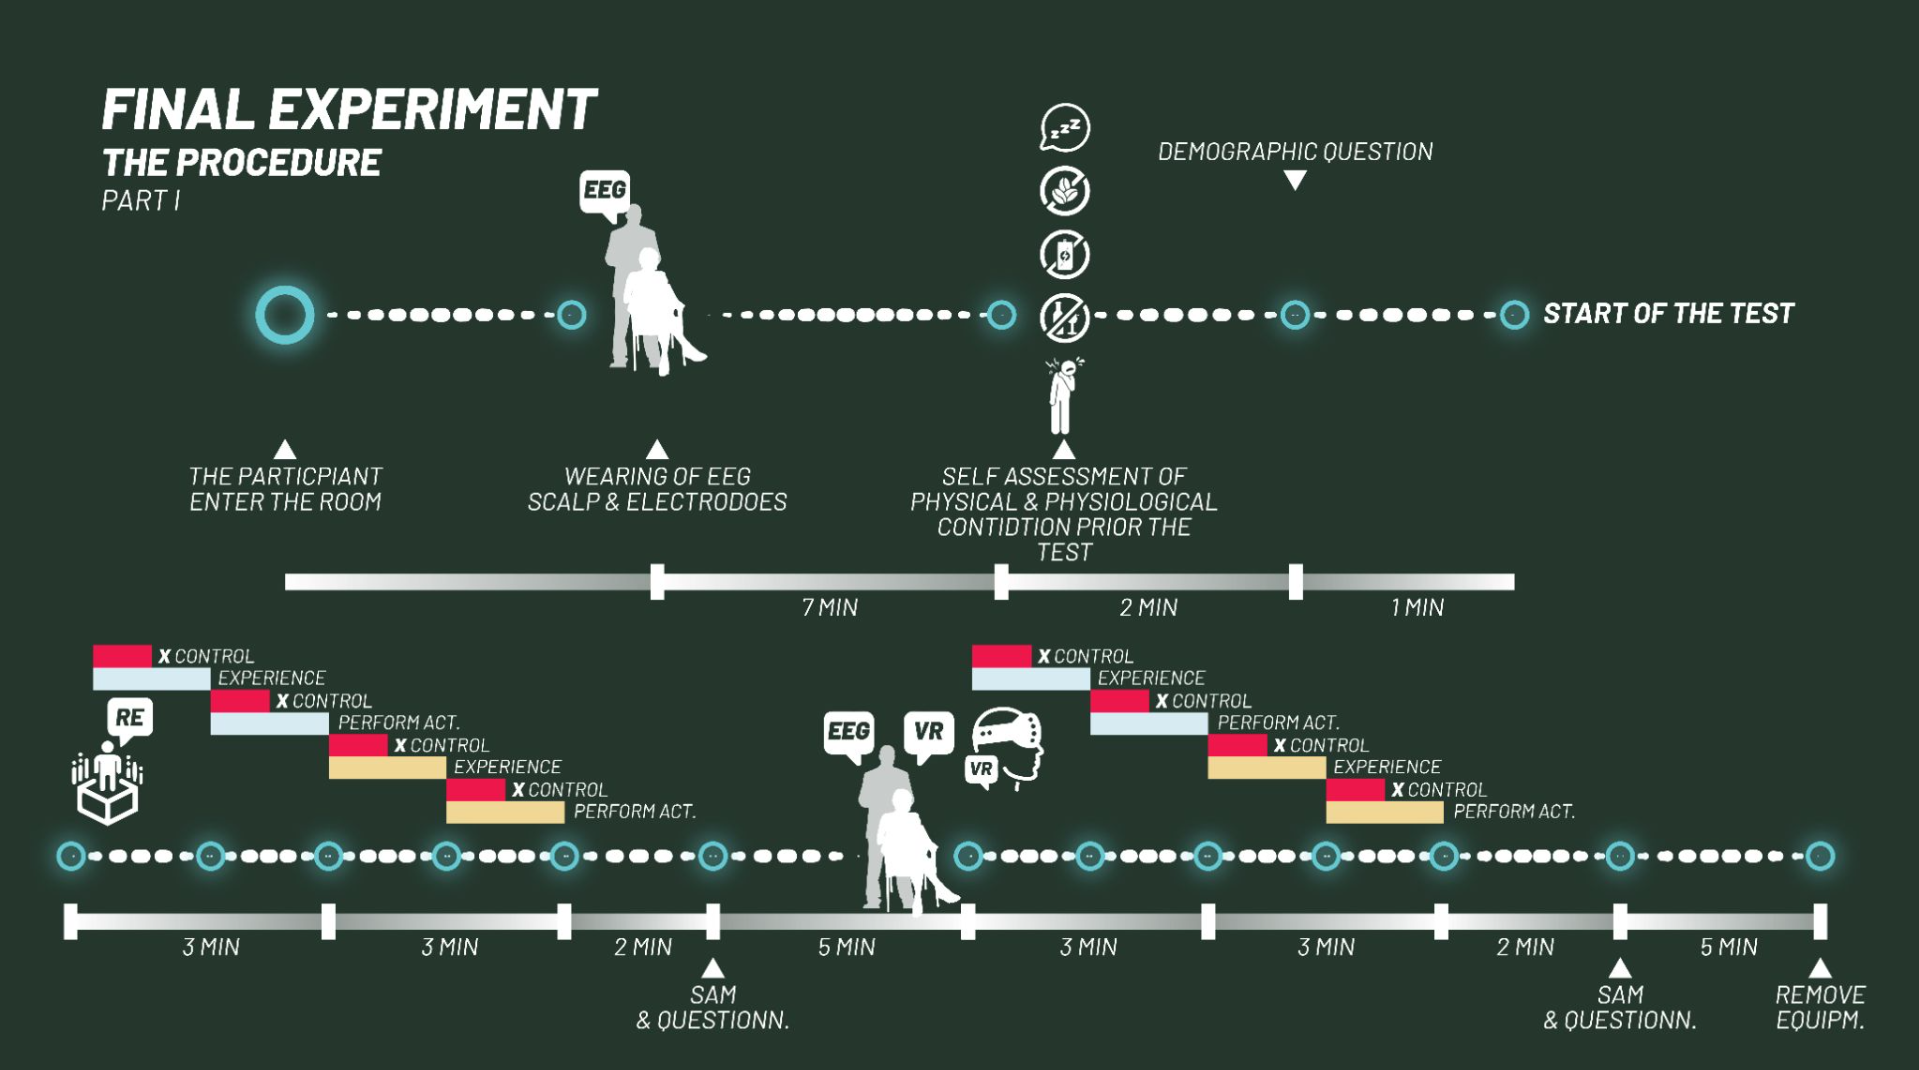 FINAL EXPERIMENT
THE PROCEDURE
PART I
EEG
zzz
DEMOGRAPHIC QUESTION
START OF THE TEST
THE PARTICPIANT
ENTER THE ROOM
WEARING OF EEG
SCALP & ELECTRODOES
SELF ASSESSMENT OF
PHYSICAL & PHYSIOLOGICAL
CONTIDTION PRIOR THE
TEST
7 MIN
2 MIN
1 MIN
X CONTROL
EXPERIENCE
X CONTROL
PERFORM ACT.
X CONTROL
EXPERIENCE
X CONTROL
PERFORM ACT.
RE
EEG
VR
VR
X CONTROL
EXPERIENCE
X CONTROL
PERFORM ACT.
X CONTROL
EXPERIENCE
X CONTROL
PERFORM ACT.
3 MIN
3 MIN
2 MIN
5 MIN
3 MIN
3 MIN
2 MIN
5 MIN
SAM
& QUESTIONN.
SAM
& QUESTIONN.
REMOVE
EQUIPM.